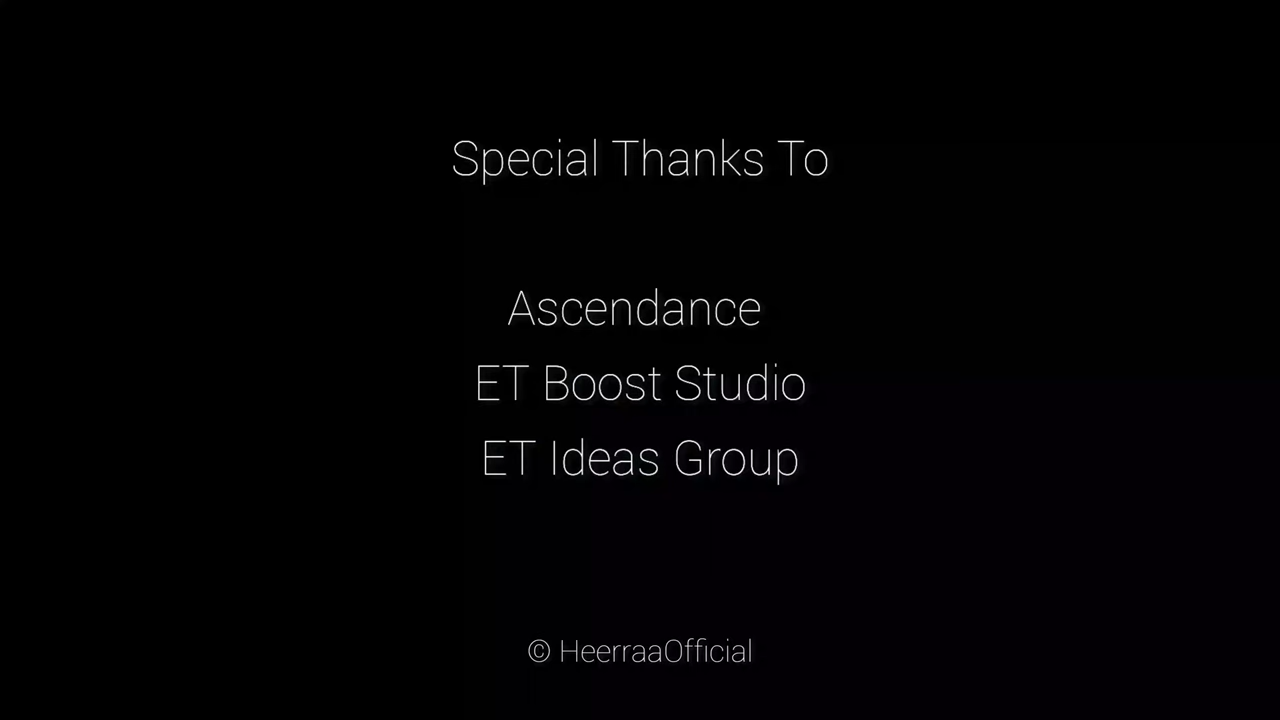 Special Thanks To
Ascendance
ET Boost Studio
ET Ideas Group
© HeerraaOfficial